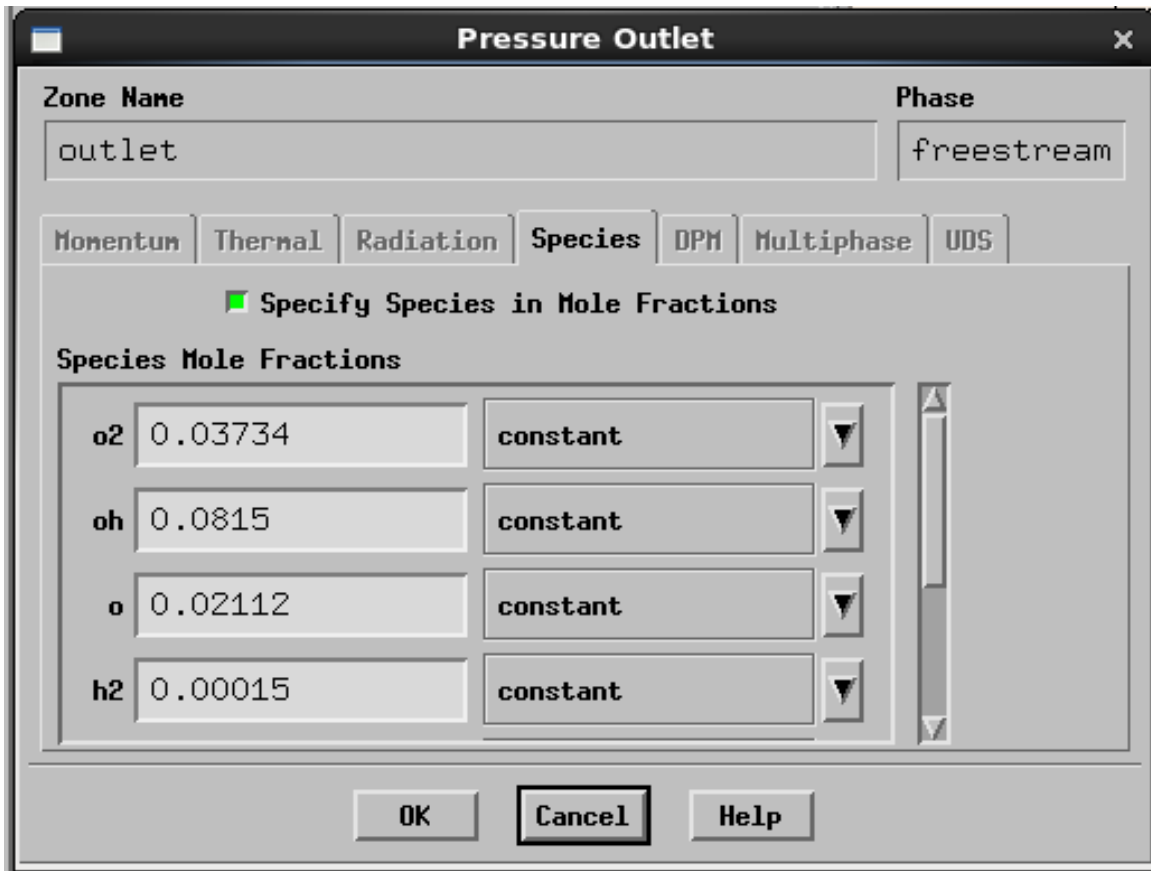 Pressure Outlet
Zone Name Phase
outlet freestream
Momentum Thermal Radiation Species DPM Multiphase UDS
Specify Species in Mole Fractions
Species Mole Fractions
o2 0.03734 constant
oh 0.0815 constant
o 0.02112 constant
h2 0.00015 constant
OK Cancel Help